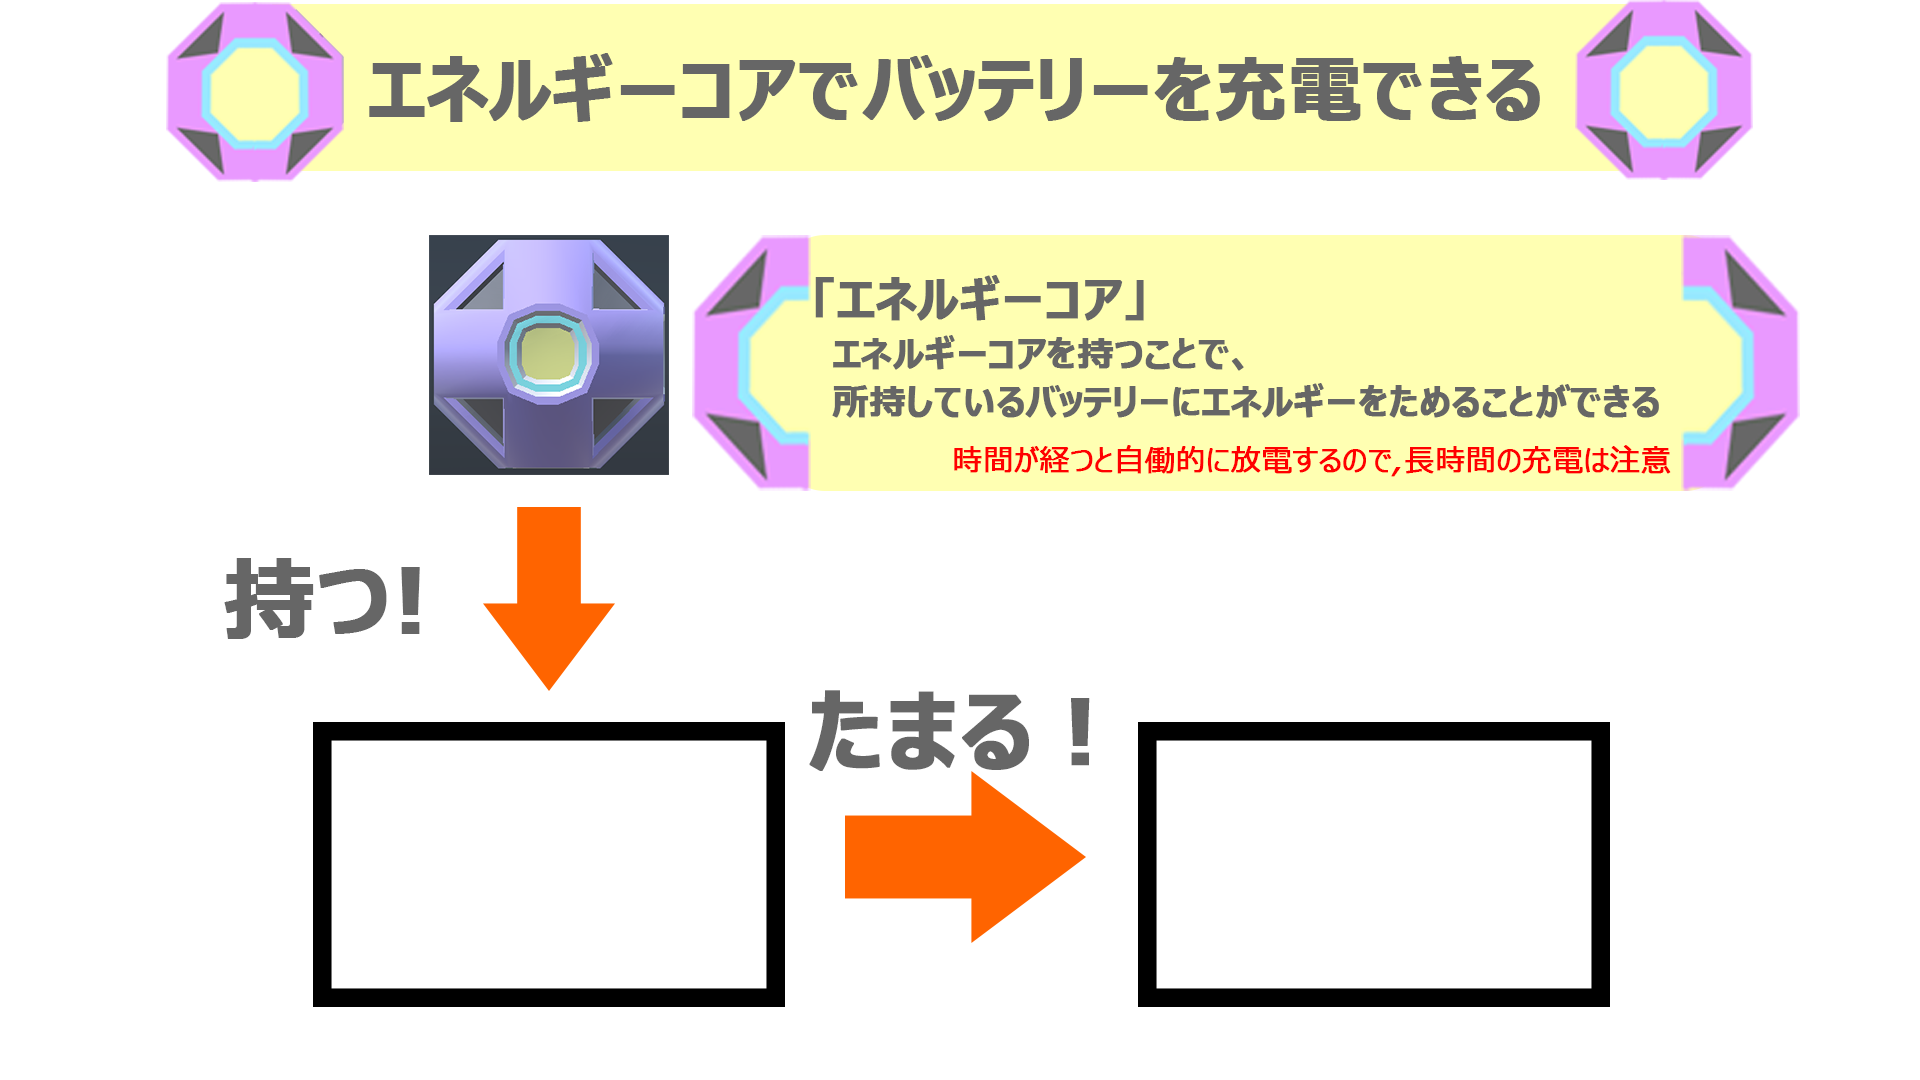 エネルギーコアでバッテリーを充電できる
「エネルギーコア」
エネルギーコアを持つことで、
所持しているバッテリーにエネルギーをためることができる
時間が経つと自働的に放電するので,長時間の充電は注意
持つ!
たまる！